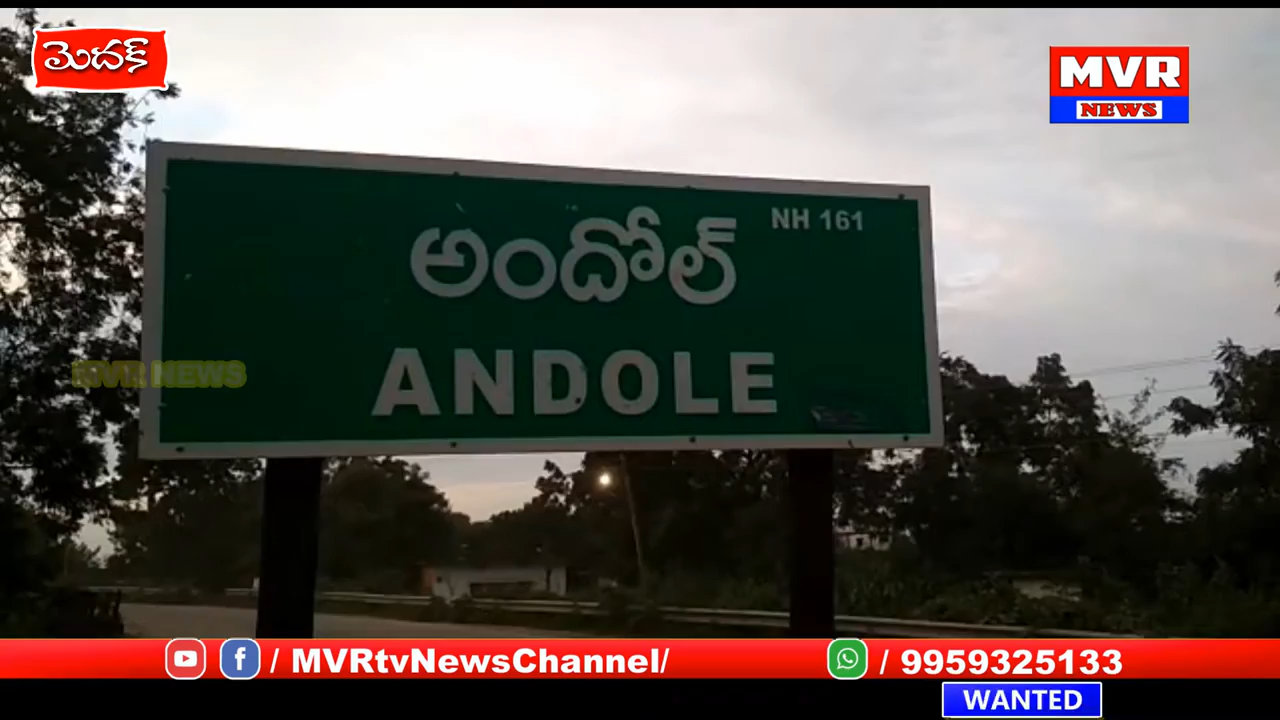 మెదక్
MVR
NEWS
NH 161
అందోల్
ANDOLE
MVR NEWS
/ MVRtvNewsChannel/
/ 9959325133
WANTED